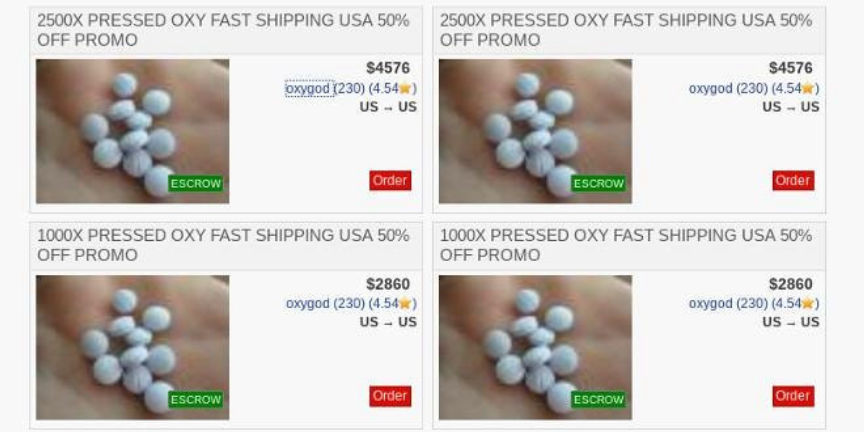 2500X PRESSED OXY FAST SHIPPING USA 50%
OFF PROMO
$4576
oxygod (230) (4.54⭐)
US → US
ESCROW
Order
2500X PRESSED OXY FAST SHIPPING USA 50%
OFF PROMO
$4576
oxygod (230) (4.54⭐)
US → US
ESCROW
Order
1000X PRESSED OXY FAST SHIPPING USA 50%
OFF PROMO
$2860
oxygod (230) (4.54⭐)
US → US
ESCROW
Order
1000X PRESSED OXY FAST SHIPPING USA 50%
OFF PROMO
$2860
oxygod (230) (4.54⭐)
US → US
ESCROW
Order